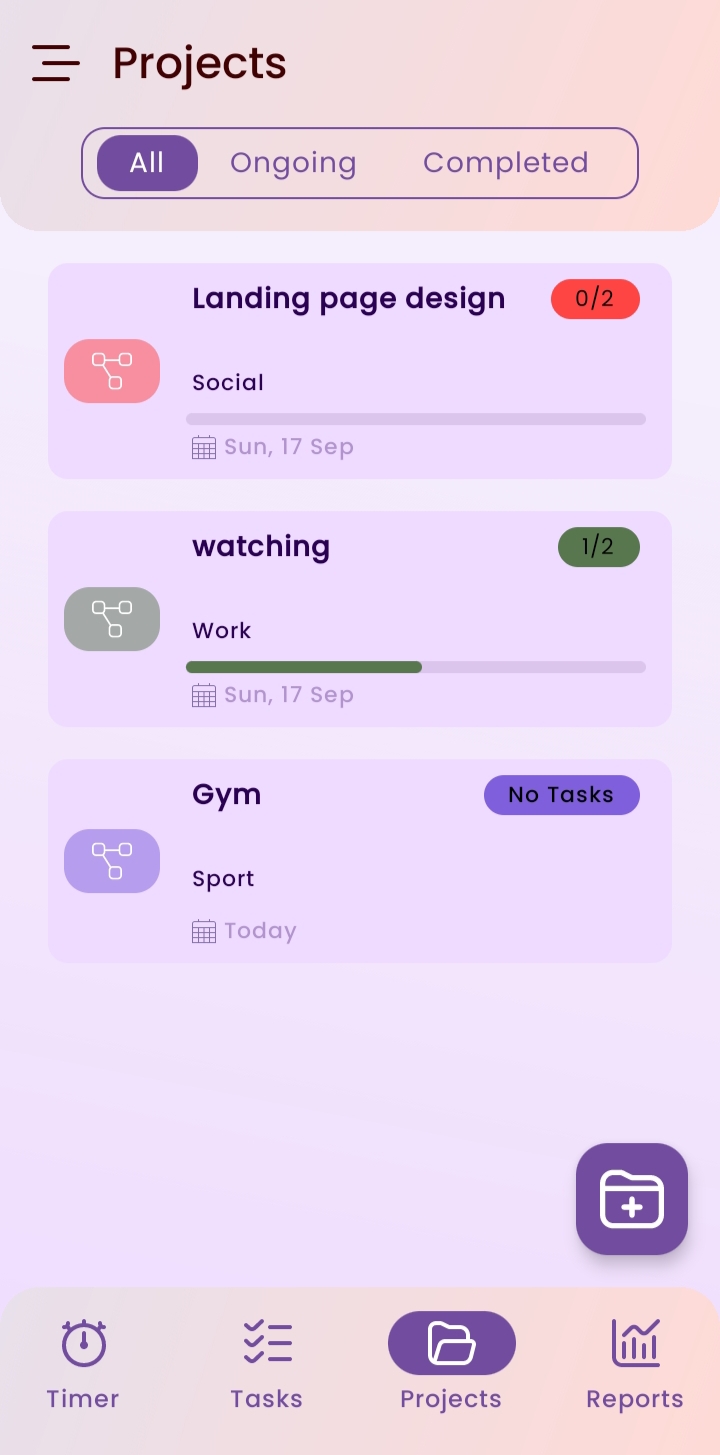 Projects
All Ongoing Completed
Landing page design 0/2
Social
Sun, 17 Sep
watching 1/2
Work
Sun, 17 Sep
Gym No Tasks
Sport
Today
Timer Tasks Projects Reports